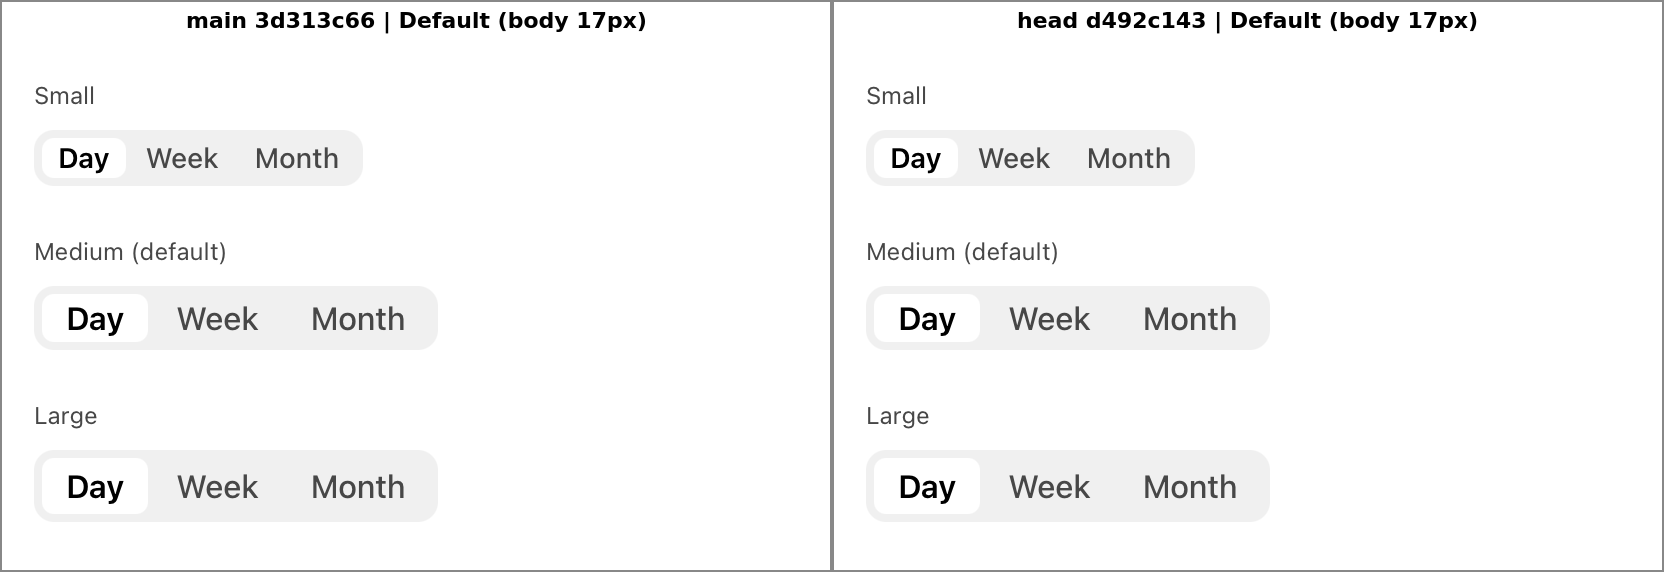 main 3d313c66 | Default (body 17px)
Small
Day Week Month
Medium (default)
Day Week Month
Large
Day Week Month
head d492c143 | Default (body 17px)
Small
Day Week Month
Medium (default)
Day Week Month
Large
Day Week Month